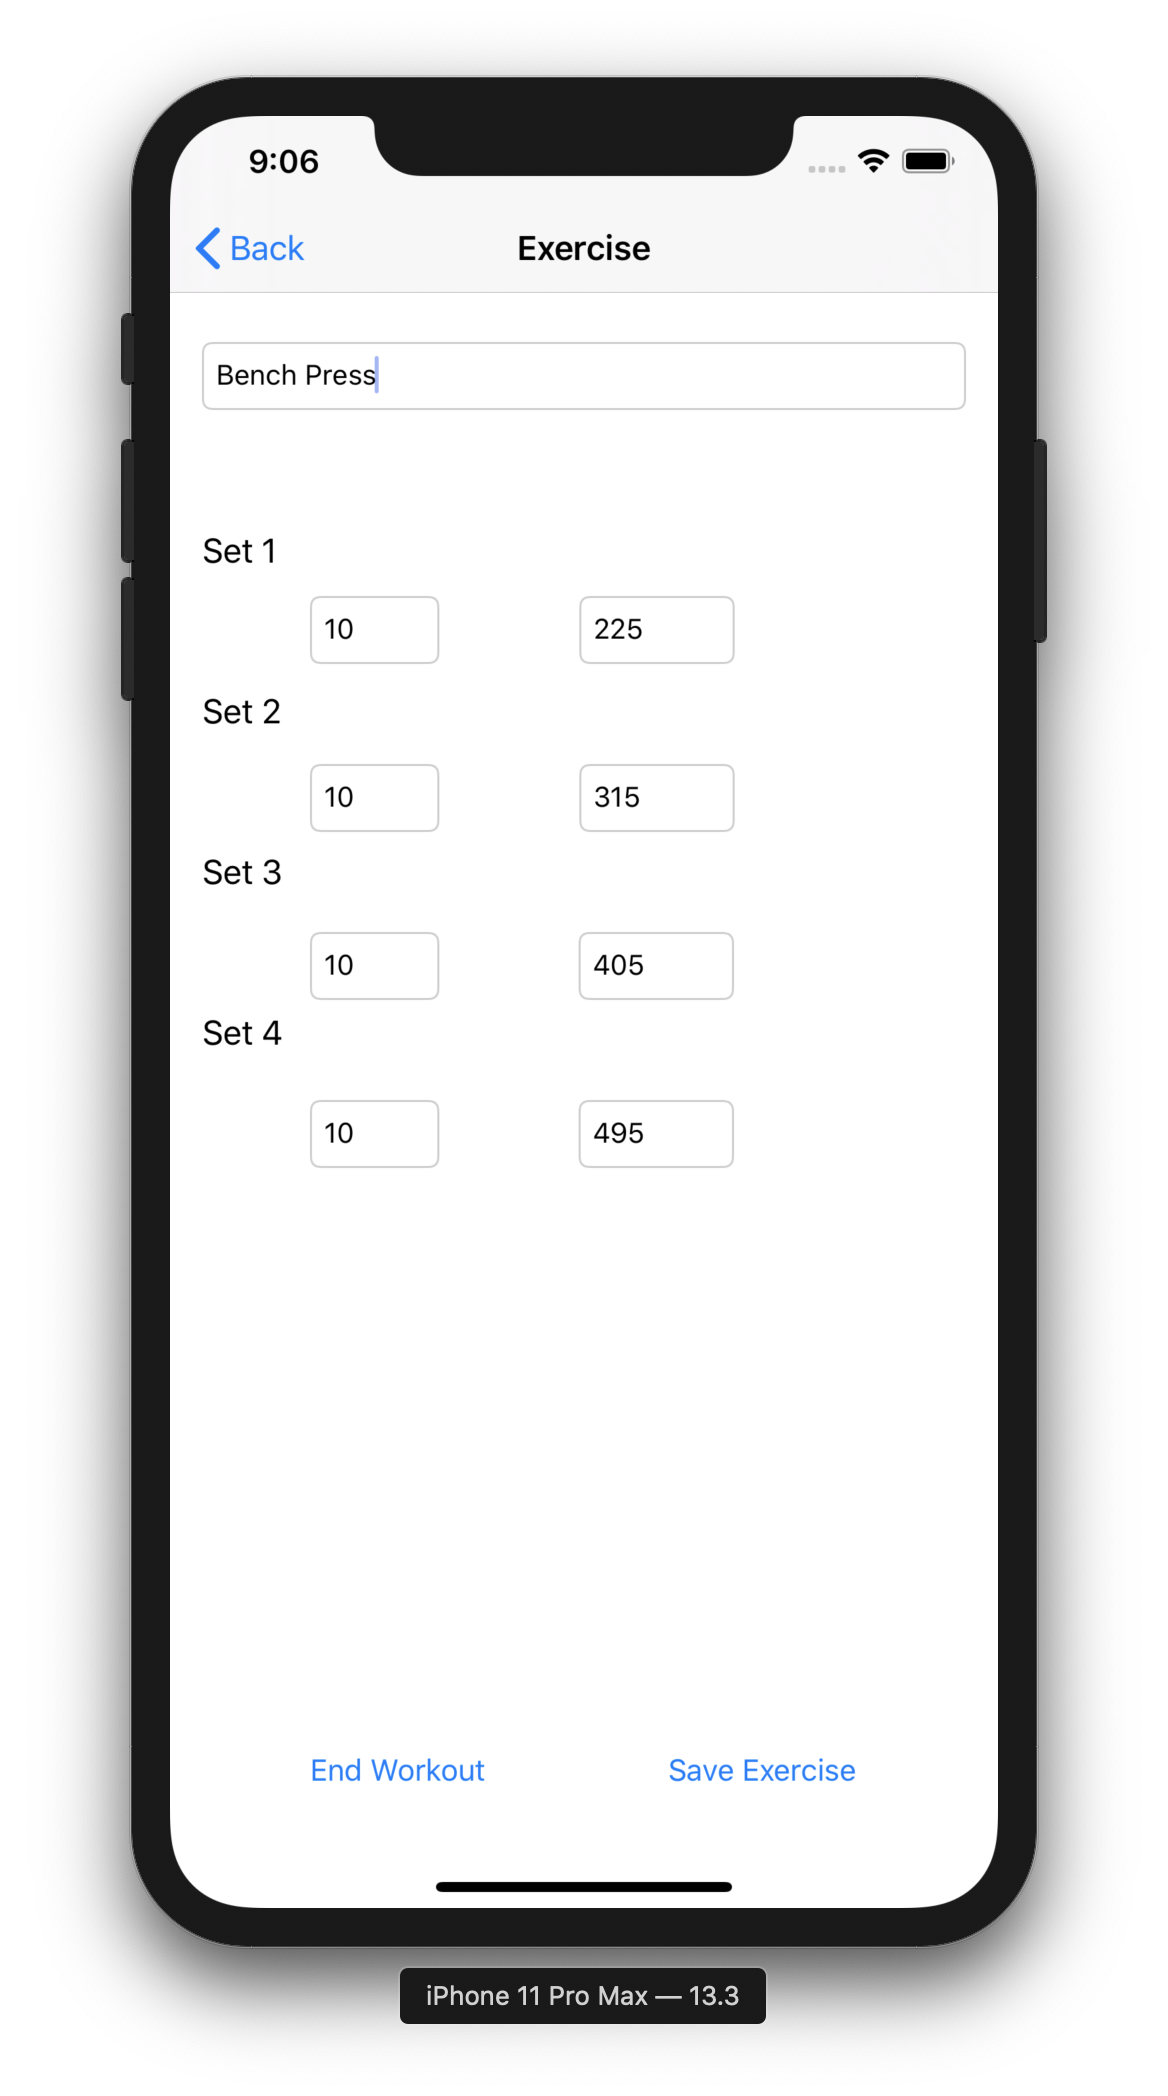 9:06
Back Exercise
Bench Press
Set 1
10 225
Set 2
10 315
Set 3
10 405
Set 4
10 495
End Workout Save Exercise
iPhone 11 Pro Max — 13.3